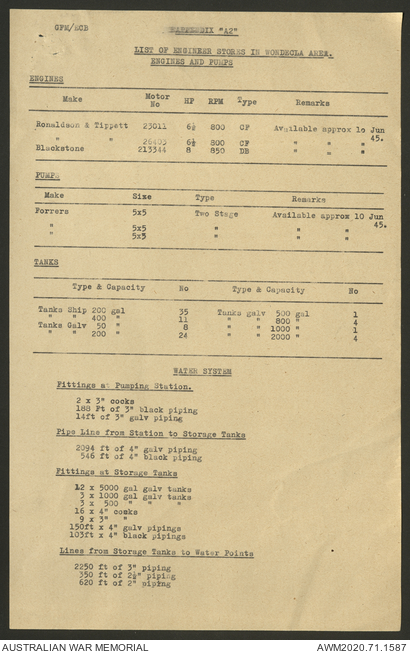 GFM/ECB
APPENDIX "A2"
LIST OF ENGINEER STORES IN WONDECLA AREA.
ENGINES AND PUMPS
ENGINES
Make Motor No HP RPM Type Remarks
Ronaldson & Tippett 23011 6½ 800 CF Available approx 10 Jun 45.
" " 26403 6½ 800 CF " " "
Blackstone 213344 8 850 DB " " "
PUMPS
Make Size Type Remarks
Forrers 5x5 Two Stage Available approx 10 Jun 45.
" 5x5 " " "
" 5x5 " " "
TANKS
Type & Capacity No Type & Capacity No
Tanks Ship 200 gal 35 Tanks galv 500 gal 1
" " 400 " 11 " " 800 " 4
Tanks Galv 50 " 8 " " 1000 " 1
" " 200 " 24 " " 2000 " 4
WATER SYSTEM
Fittings at Pumping Station.
2 x 3" cocks
188 Ft of 3" black piping
14ft of 3" galv piping
Pipe Line from Station to Storage Tanks
2094 ft of 4" galv piping
546 ft of 4" black piping
Fittings at Storage Tanks
12 x 5000 gal galv tanks
3 x 1000 gal galv tanks
3 x 500 " " "
16 x 4" cocks
9 x 3" "
150ft x 4" galv pipings
103ft x 4" black pipings
Lines from Storage Tanks to Water Points
2250 ft of 3" piping
350 ft of 2½" piping
620 ft of 2" piping
AUSTRALIAN WAR MEMORIAL AWM2020.71.1587